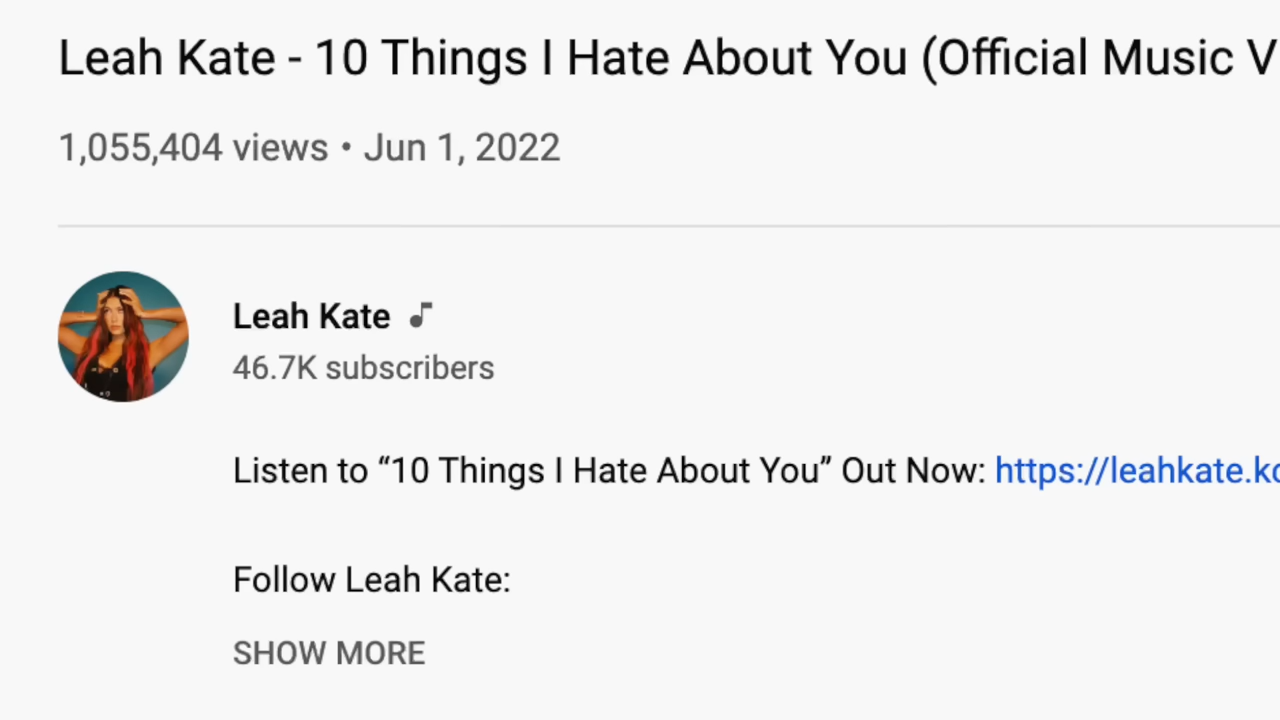 Leah Kate - 10 Things I Hate About You (Official Music V
1,055,404 views • Jun 1, 2022
Leah Kate
46.7K subscribers
Listen to “10 Things I Hate About You” Out Now: https://leahkate.ko
Follow Leah Kate:
SHOW MORE